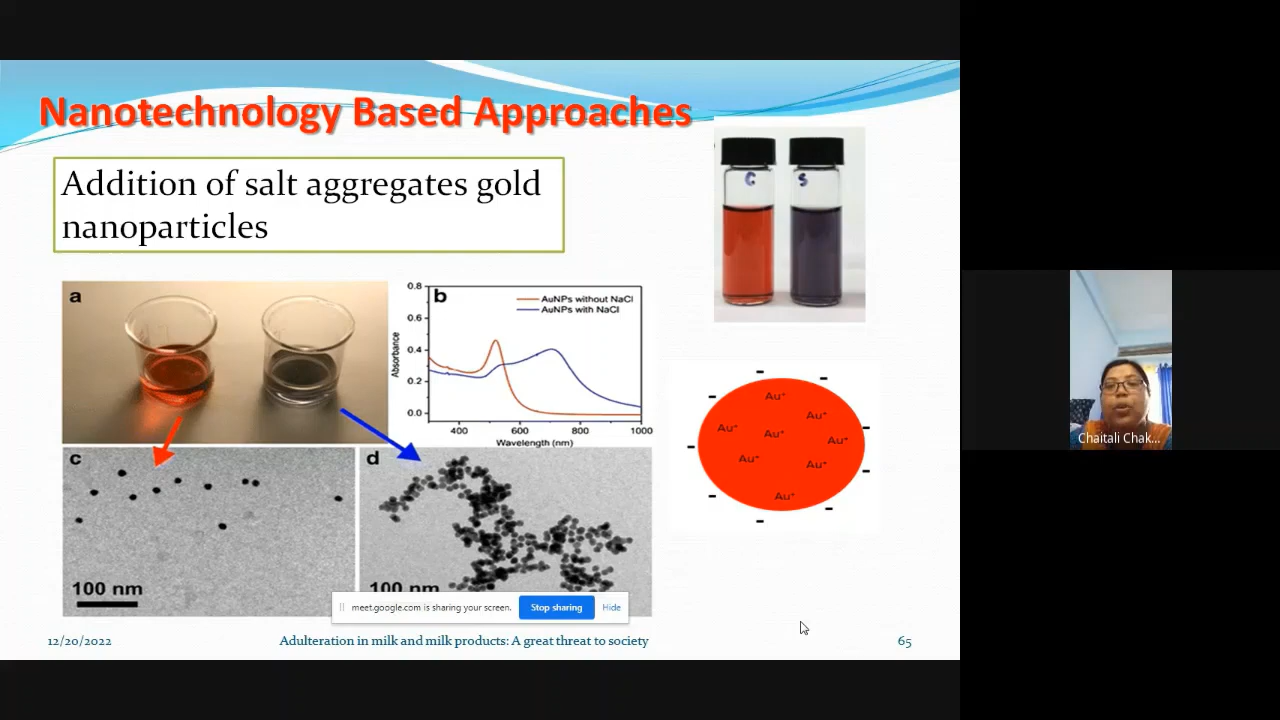 Nanotechnology Based Approaches
Addition of salt aggregates gold
nanoparticles
C
S
a
b
0.8
0.6
0.4
0.2
0.0
Absorbance
AuNPs without NaCl
AuNPs with NaCl
400
600
800
1000
Wavelength (nm)
c
100 nm
d
100 nm
Au⁺
Au⁺
Au⁺
Au⁺
Au⁺
Au⁺
Au⁺
Au⁺
meet.google.com is sharing your screen.
Stop sharing
Hide
12/20/2022
Adulteration in milk and milk products: A great threat to society
65
Chaitali Chak...